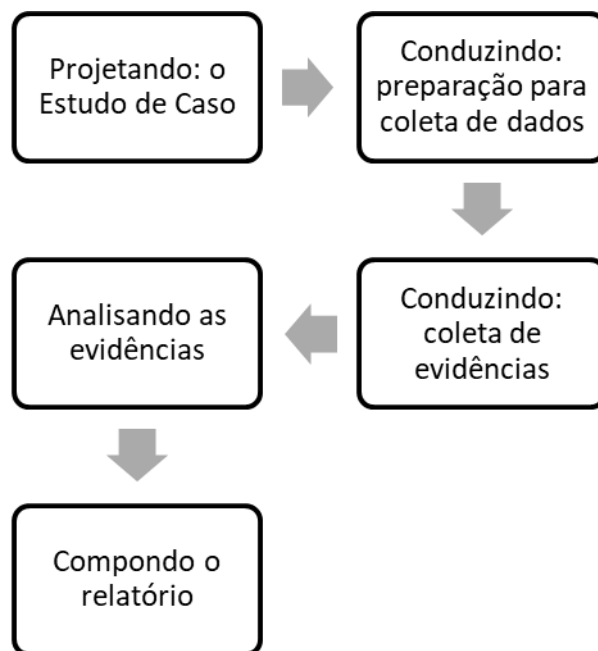 Projetando: o
Estudo de Caso
Conduzindo:
preparação para
coleta de dados
Conduzindo:
coleta de
evidências
Analisando as
evidências
Compondo o
relatório